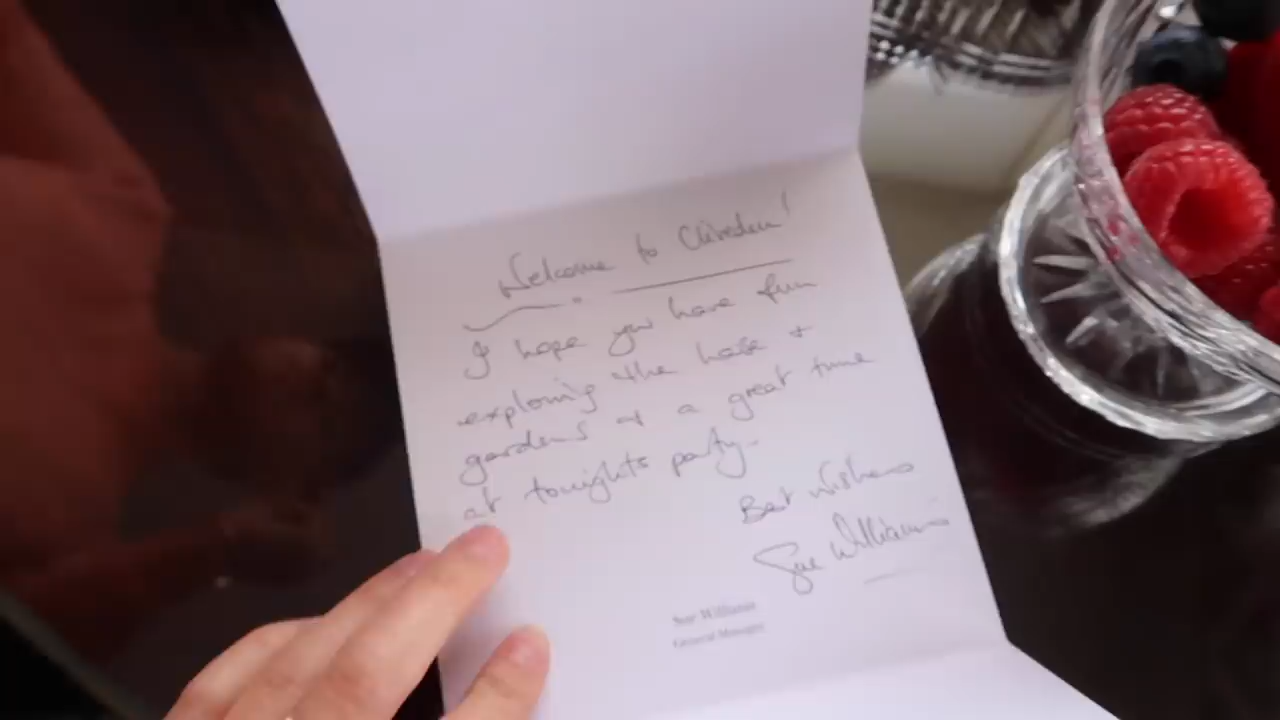 Welcome to Cliveden!
I hope you have fun
exploring the house +
gardens + a great time
at tonights party.
Best wishes
Sue Williams
Sue Williams
General Manager